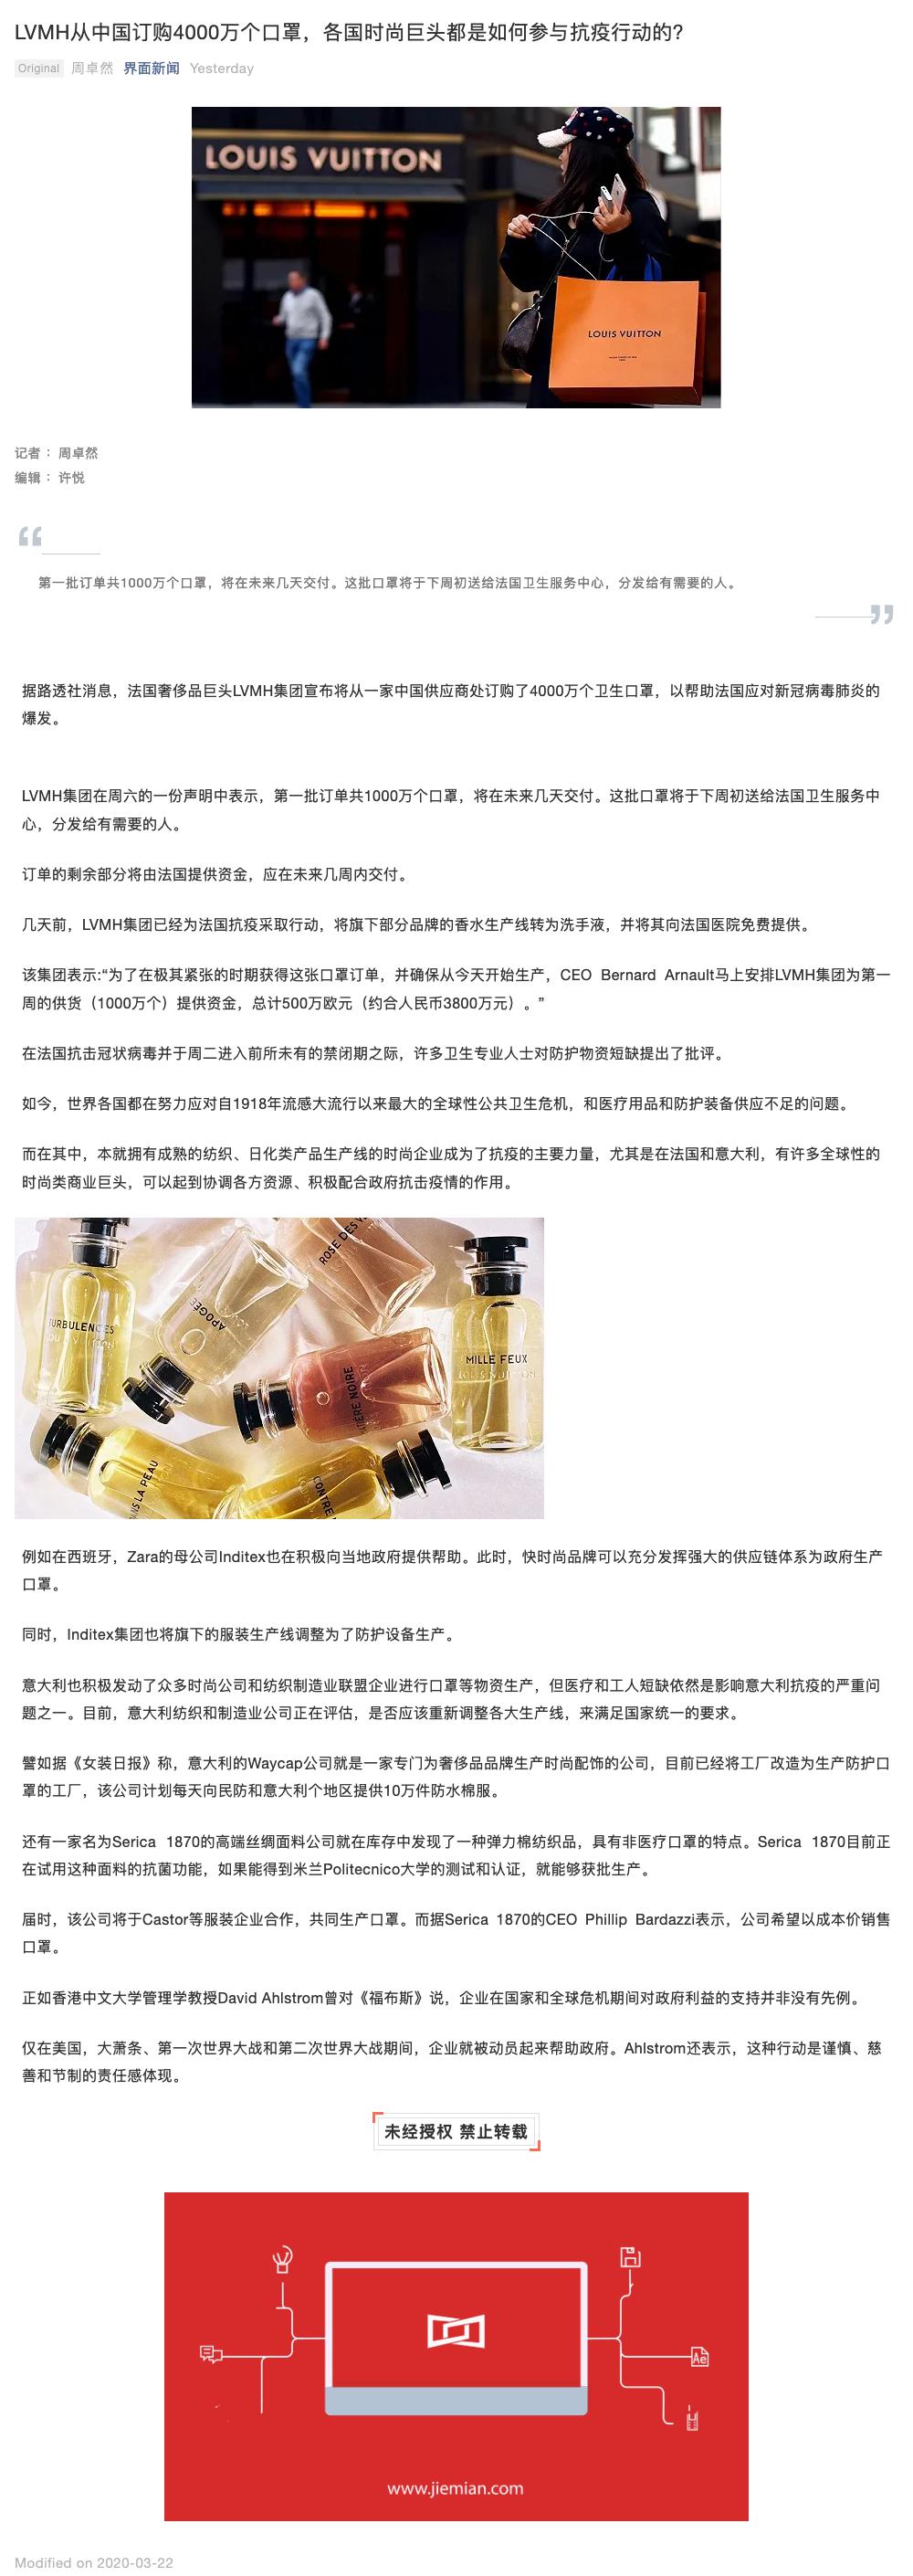 LVMH从中国订购4000万个口罩，各国时尚巨头都是如何参与抗疫行动的?
Original 周卓然 界面新闻 Yesterday
LOUIS VUITTON
LOUIS VUITTON
记者 ： 周卓然
编辑 ： 许悦
“
第一批订单共1000万个口罩，将在未来几天交付。这批口罩将于下周初送给法国卫生服务中心，分发给有需要的人。
”
据路透社消息，法国奢侈品巨头LVMH集团宣布将从一家中国供应商处订购了4000万个卫生口罩，以帮助法国应对新冠病毒肺炎的
爆发。
LVMH集团在周六的一份声明中表示，第一批订单共1000万个口罩，将在未来几天交付。这批口罩将于下周初送给法国卫生服务中
心，分发给有需要的人。
订单的剩余部分将由法国提供资金，应在未来几周内交付。
几天前，LVMH集团已经为法国抗疫采取行动，将旗下部分品牌的香水生产线转为洗手液，并将其向法国医院免费提供。
该集团表示:“为了在极其紧张的时期获得这张口罩订单，并确保从今天开始生产，CEO Bernard Arnault马上安排LVMH集团为第一
周的供货（1000万个）提供资金，总计500万欧元（约合人民币3800万元）。”
在法国抗击冠状病毒并于周二进入前所未有的禁闭期之际，许多卫生专业人士对防护物资短缺提出了批评。
如今，世界各国都在努力应对自1918年流感大流行以来最大的全球性公共卫生危机，和医疗用品和防护装备供应不足的问题。
而在其中，本就拥有成熟的纺织、日化类产品生产线的时尚企业成为了抗疫的主要力量，尤其是在法国和意大利，有许多全球性的
时尚类商业巨头，可以起到协调各方资源、积极配合政府抗击疫情的作用。
ROSE DES
APOGÉE
TURBULENCES
MILLE FEUX
LOUIS VUITTON
MATIÈRE NOIRE
DANS LA PEAU
CONTRE
例如在西班牙，Zara的母公司Inditex也在积极向当地政府提供帮助。此时，快时尚品牌可以充分发挥强大的供应链体系为政府生产
口罩。
同时，Inditex集团也将旗下的服装生产线调整为了防护设备生产。
意大利也积极发动了众多时尚公司和纺织制造业联盟企业进行口罩等物资生产，但医疗和工人短缺依然是影响意大利抗疫的严重问
题之一。目前，意大利纺织和制造业公司正在评估，是否应该重新调整各大生产线，来满足国家统一的要求。
譬如据《女装日报》称，意大利的Waycap公司就是一家专门为奢侈品品牌生产时尚配饰的公司，目前已经将工厂改造为生产防护口
罩的工厂，该公司计划每天向民防和意大利个地区提供10万件防水棉服。
还有一家名为Serica 1870的高端丝绸面料公司就在库存中发现了一种弹力棉纺织品，具有非医疗口罩的特点。Serica 1870目前正
在试用这种面料的抗菌功能，如果能得到米兰Politecnico大学的测试和认证，就能够获批生产。
届时，该公司将于Castor等服装企业合作，共同生产口罩。而据Serica 1870的CEO Phillip Bardazzi表示，公司希望以成本价销售
口罩。
正如香港中文大学管理学教授David Ahlstrom曾对《福布斯》说，企业在国家和全球危机期间对政府利益的支持并非没有先例。
仅在美国，大萧条、第一次世界大战和第二次世界大战期间，企业就被动员起来帮助政府。Ahlstrom还表示，这种行动是谨慎、慈
善和节制的责任感体现。
未经授权 禁止转载
Ae
www.jiemian.com
Modified on 2020-03-22